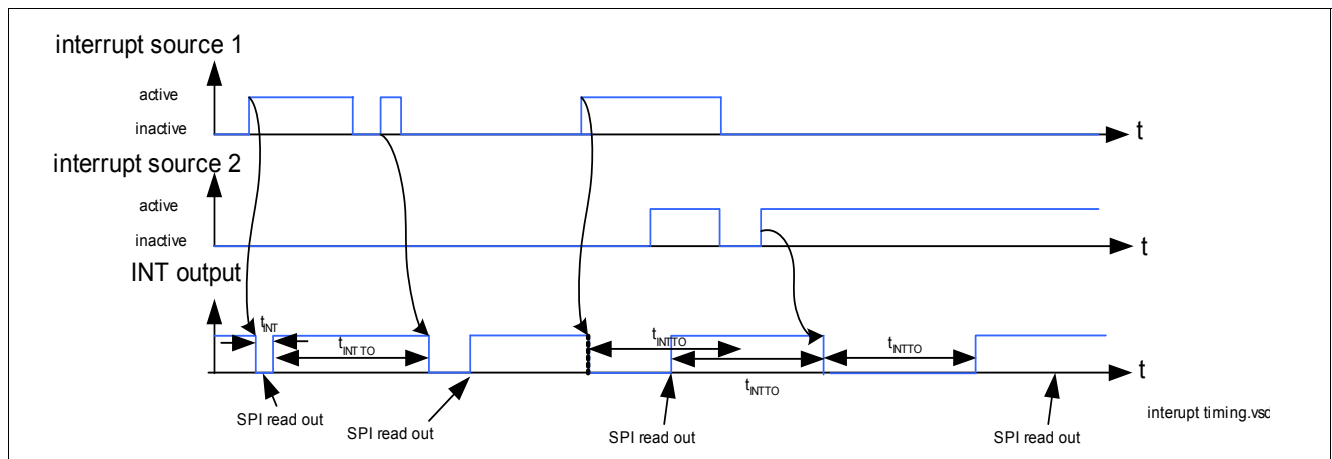 interrupt source 1
active
inactive
t
interrupt source 2
active
inactive
t
INT output
tINT
tINT TO
tINTTO
tINTTO
tINTTO
t
SPI read out
SPI read out
SPI read out
SPI read out
interupt timing.vsd